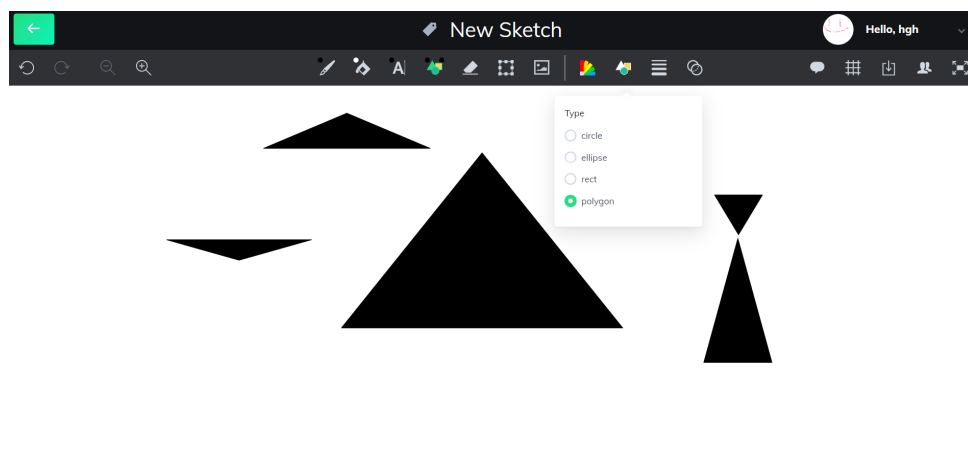 New Sketch
Hello, hgh
A
Type
circle
ellipse
rect
polygon